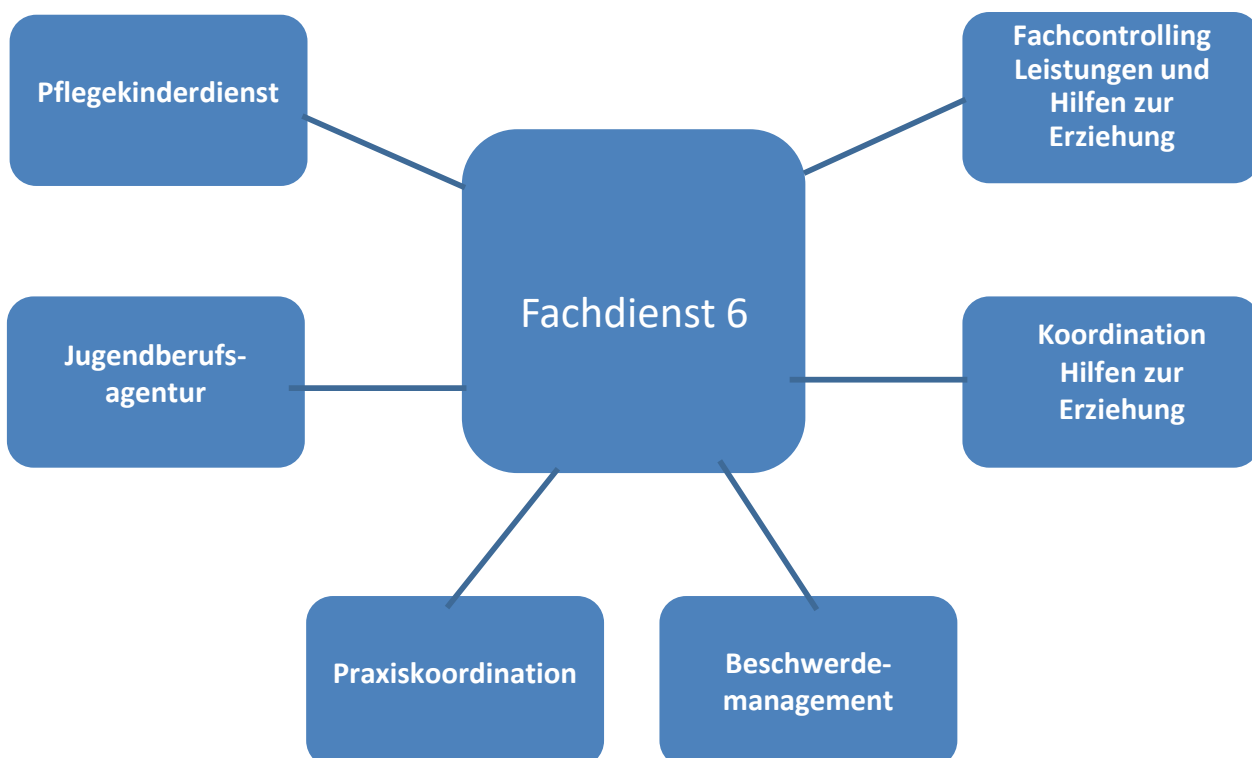 Pflegekinderdienst
Fachcontrolling
Leistungen und
Hilfen zur
Erziehung
Fachdienst 6
Jugendberufs-
agentur
Koordination
Hilfen zur
Erziehung
Praxiskoordination
Beschwerde-
management